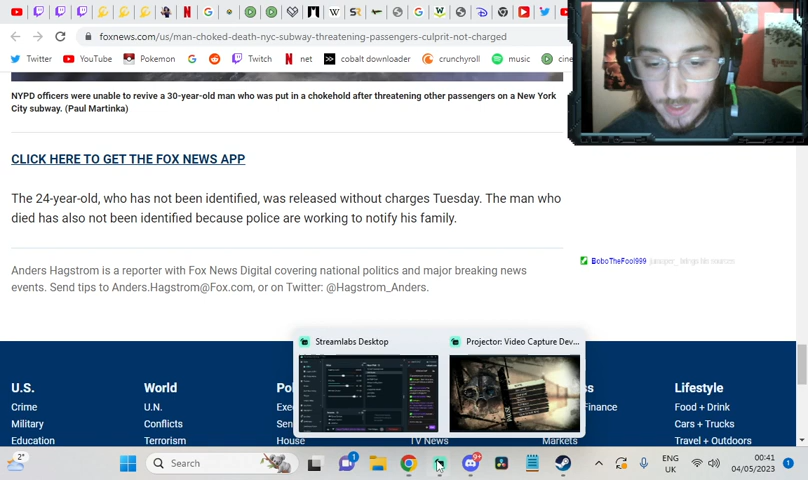 foxnews.com/us/man-choked-death-nyc-subway-threatening-passengers-culprit-not-charged
Twitter YouTube Pokemon Twitch net cobalt downloader crunchyroll music cine
NYPD officers were unable to revive a 30-year-old man who was put in a chokehold after threatening other passengers on a New York
City subway. (Paul Martinka)
CLICK HERE TO GET THE FOX NEWS APP
The 24-year-old, who has not been identified, was released without charges Tuesday. The man who
died has also not been identified because police are working to notify his family.
BoboTheFool999
Anders Hagstrom is a reporter with Fox News Digital covering national politics and major breaking news
events. Send tips to Anders.Hagstrom@Fox.com, or on Twitter: @Hagstrom_Anders.
Streamlabs Desktop Projector: Video Capture Dev...
U.S. World Lifestyle
Crime U.N. Finance Food + Drink
Military Conflicts Cars + Trucks
Education Terrorism TV News Markets Travel + Outdoors
2° Search 1 9+ ENG
UK 00:41
04/05/2023 1